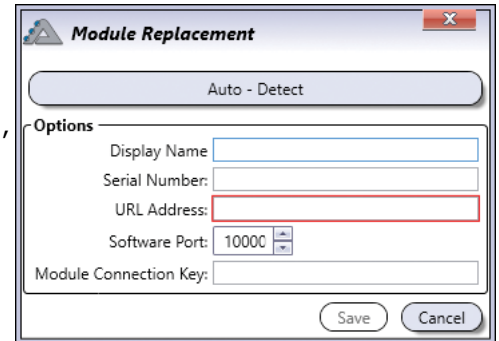 Module Replacement
x
Auto - Detect
,
Options
Display Name
Serial Number:
URL Address:
Software Port: 10000
Module Connection Key:
Save Cancel